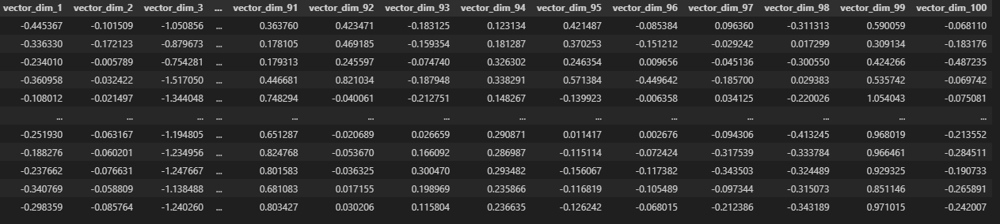 vector_dim_1 vector_dim_2 vector_dim_3 ... vector_dim_91 vector_dim_92 vector_dim_93 vector_dim_94 vector_dim_95 vector_dim_96 vector_dim_97 vector_dim_98 vector_dim_99 vector_dim_100
-0.445367 -0.101509 -1.050856 ... 0.363760 0.423471 -0.183125 0.123134 0.421487 -0.085384 0.096360 -0.311313 0.590059 -0.068110
-0.336330 -0.172123 -0.879673 ... 0.178105 0.469185 -0.159354 0.181287 0.370253 -0.151212 -0.029242 0.017299 0.309134 -0.183176
-0.234010 -0.005789 -0.754281 ... 0.179313 0.245597 -0.074740 0.326302 0.246354 0.009656 -0.045136 -0.300550 0.424266 -0.487235
-0.360958 -0.032422 -1.517050 ... 0.446681 0.821034 -0.187948 0.338291 0.571384 -0.449642 -0.185700 0.029383 0.535742 -0.069742
-0.108012 -0.021497 -1.344048 ... 0.748294 -0.040061 -0.212751 0.148267 -0.139923 -0.006358 0.034125 -0.220026 1.054043 -0.075081
... ... ... ... ... ... ... ... ... ... ... ... ... ...
-0.251930 -0.063167 -1.194805 ... 0.651287 -0.020689 0.026659 0.290871 0.011417 0.002676 -0.094306 -0.413245 0.968019 -0.213552
-0.188276 -0.060201 -1.234956 ... 0.824768 -0.053670 0.166092 0.286987 -0.115114 -0.072424 -0.317539 -0.333784 0.966461 -0.284511
-0.237662 -0.076631 -1.247667 ... 0.801583 -0.036325 0.300470 0.293482 -0.156067 -0.117382 -0.343503 -0.324489 0.929325 -0.190733
-0.340769 -0.058809 -1.138488 ... 0.681083 0.017155 0.198969 0.235866 -0.116819 -0.105489 -0.097344 -0.315073 0.851146 -0.265891
-0.298359 -0.085764 -1.240260 ... 0.803427 0.030206 0.115804 0.236635 -0.126242 -0.068015 -0.212386 -0.343189 0.971015 -0.242007